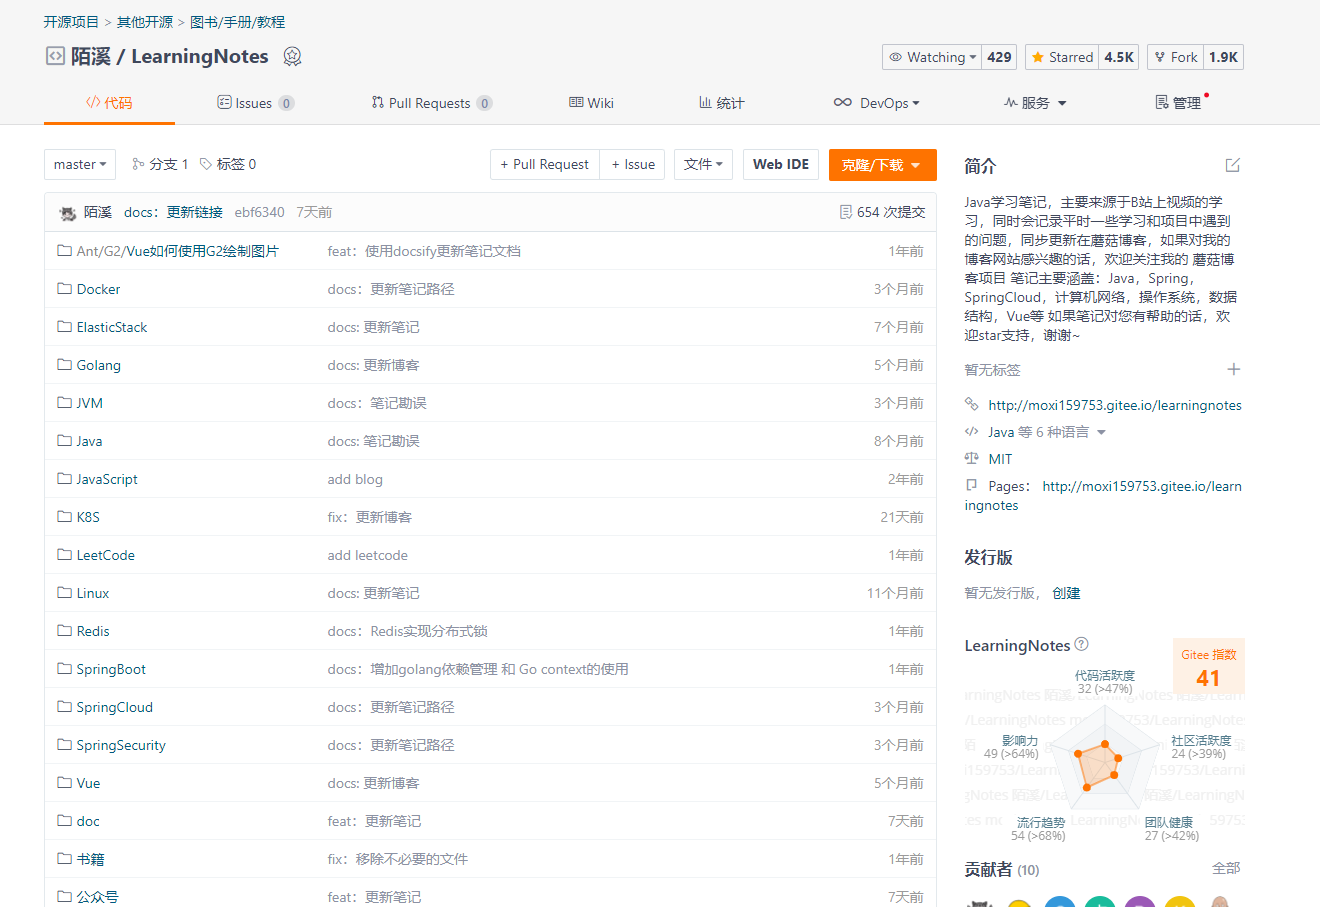 开源项目 > 其他开源 > 图书/手册/教程
陌溪 / LearningNotes
Watching 429 Starred 4.5K Fork 1.9K
代码 Issues 0 Pull Requests 0 Wiki 统计 DevOps 服务 管理
master 分支 1 标签 0 + Pull Request + Issue 文件 Web IDE 克隆/下载
陌溪 docs：更新链接 ebf6340 7天前 654 次提交
Ant/G2/Vue如何使用G2绘制图片 feat：使用docsify更新笔记文档 1年前
Docker docs：更新笔记路径 3个月前
ElasticStack docs: 更新笔记 7个月前
Golang docs: 更新博客 5个月前
JVM docs：笔记勘误 3个月前
Java docs: 笔记勘误 8个月前
JavaScript add blog 2年前
K8S fix：更新博客 21天前
LeetCode add leetcode 1年前
Linux docs: 更新笔记 11个月前
Redis docs：Redis实现分布式锁 1年前
SpringBoot docs：增加golang依赖管理 和 Go context的使用 1年前
SpringCloud docs：更新笔记路径 3个月前
SpringSecurity docs：更新笔记路径 3个月前
Vue docs: 更新博客 5个月前
doc feat：更新笔记 7天前
书籍 fix：移除不必要的文件 1年前
公众号 feat：更新笔记 7天前
简介
Java学习笔记，主要来源于B站上视频的学
习，同时会记录平时一些学习和项目中遇到
的问题，同步更新在蘑菇博客，如果对我的
博客网站感兴趣的话，欢迎关注我的 蘑菇博
客项目 笔记主要涵盖：Java，Spring，
SpringCloud，计算机网络，操作系统，数据
结构，Vue等 如果笔记对您有帮助的话，欢
迎star支持，谢谢~
暂无标签
http://moxi159753.gitee.io/learningnotes
Java 等 6 种语言
MIT
Pages： http://moxi159753.gitee.io/learn
ingnotes
发行版
暂无发行版， 创建
LearningNotes
Gitee 指数
41
代码活跃度
32 (>47%)
影响力
49 (>64%)
社区活跃度
24 (>39%)
流行趋势
54 (>68%)
团队健康
27 (>42%)
贡献者 (10) 全部